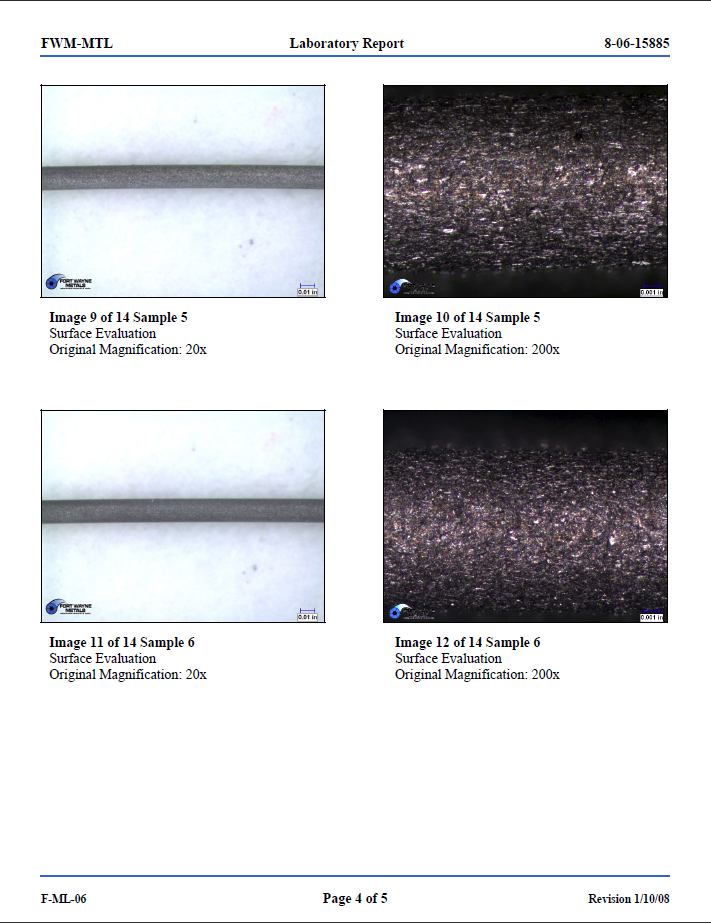 FWM-MTL Laboratory Report 8-06-15885
FORT WAYNE
METALS
0.01 in
0.001 in
Image 9 of 14 Sample 5
Surface Evaluation
Original Magnification: 20x
Image 10 of 14 Sample 5
Surface Evaluation
Original Magnification: 200x
FORT WAYNE
METALS
0.01 in
0.001 in
Image 11 of 14 Sample 6
Surface Evaluation
Original Magnification: 20x
Image 12 of 14 Sample 6
Surface Evaluation
Original Magnification: 200x
F-ML-06 Page 4 of 5 Revision 1/10/08